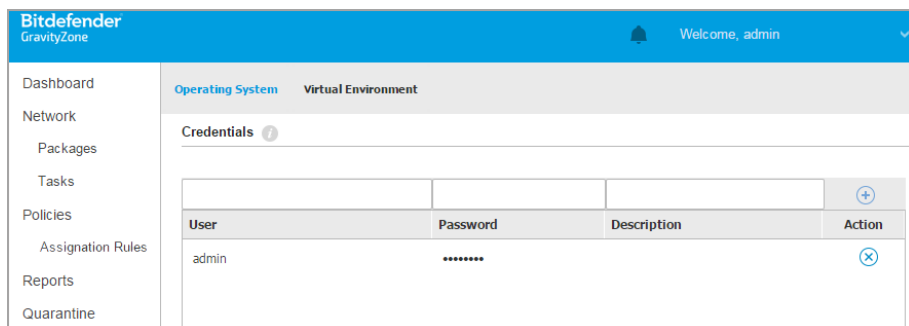 Bitdefender
GravityZone
Welcome, admin
Dashboard
Network
Packages
Tasks
Policies
Assignation Rules
Reports
Quarantine
Operating System Virtual Environment
Credentials
User Password Description Action
admin ••••••••